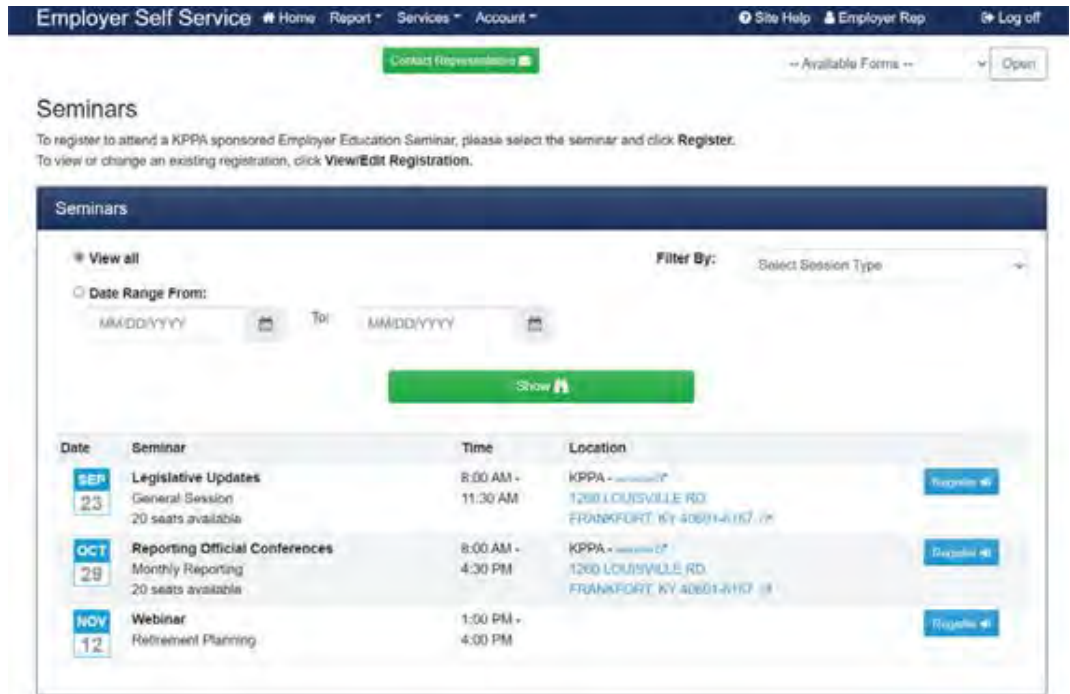 Employer Self Service Home Report Services Account Site Help Employer Rep Log off
Contact Representative -- Available Forms -- Open
Seminars
To register to attend a KPPA sponsored Employer Education Seminar, please select the seminar and click Register.
To view or change an existing registration, click View/Edit Registration.
Seminars
View all Filter By: Select Session Type
Date Range From:
MM/DD/YYYY To: MM/DD/YYYY
Show
Date Seminar Time Location
SEP Legislative Updates 8:00 AM - KPPA -
23 General Session 11:30 AM 1260 LOUISVILLE RD
20 seats available FRANKFORT, KY 40601-6157
Register
OCT Reporting Official Conferences 8:00 AM - KPPA -
29 Monthly Reporting 4:30 PM 1260 LOUISVILLE RD
20 seats available FRANKFORT, KY 40601-6157
Register
NOV Webinar 1:00 PM -
12 Retirement Planning 4:00 PM
Register